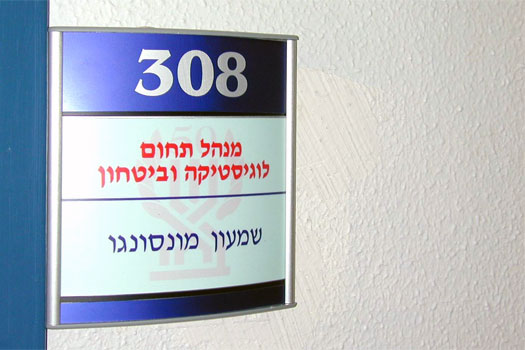 308
מנהל תחום
לוגיסטיקה וביטחון
שמעון מונסונגו